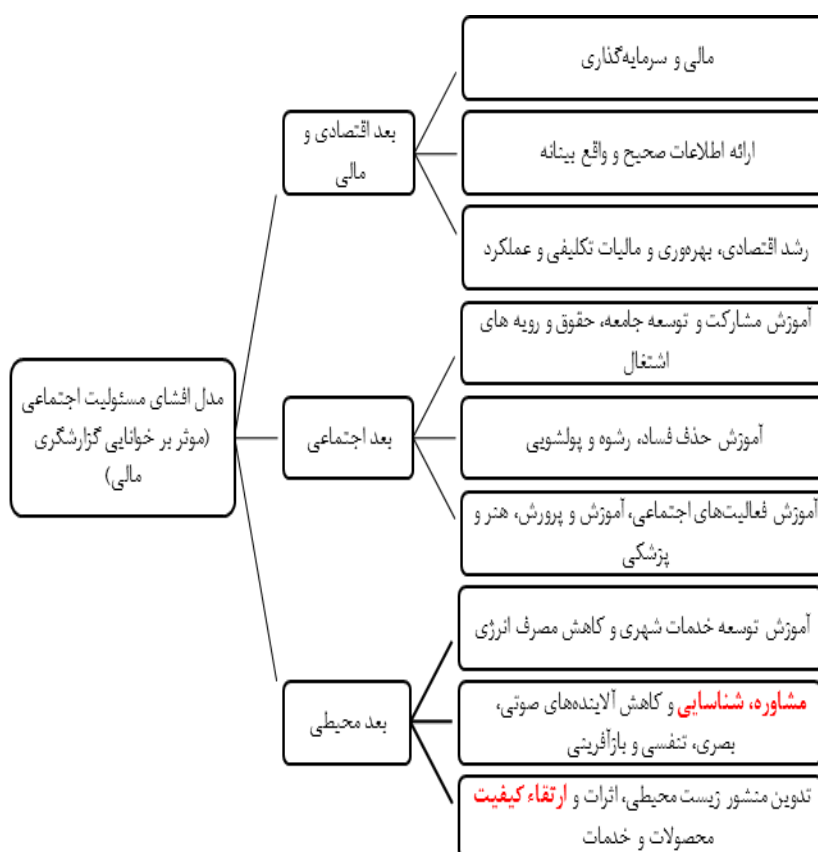 مدل افشای مسئولیت اجتماعی
(موثر بر خوانایی گزارشگری
مالی)
بعد اقتصادی و
مالی
مالی و سرمایه‌گذاری
ارائه اطلاعات صحیح و واقع بینانه
رشد اقتصادی، بهره‌وری و مالیات تکلیفی و عملکرد
بعد اجتماعی
آموزش مشارکت و توسعه جامعه، حقوق و رویه های
اشتغال
آموزش حذف فساد، رشوه و پولشویی
آموزش فعالیت‌های اجتماعی، آموزش و پرورش، هنر و
پزشکی
بعد محیطی
آموزش توسعه خدمات شهری و کاهش مصرف انرژی
مشاوره، شناسایی و کاهش آلاینده‌های صوتی،
بصری، تنفسی و بازآفرینی
تدوین منشور زیست محیطی، اثرات و ارتقاء کیفیت
محصولات و خدمات